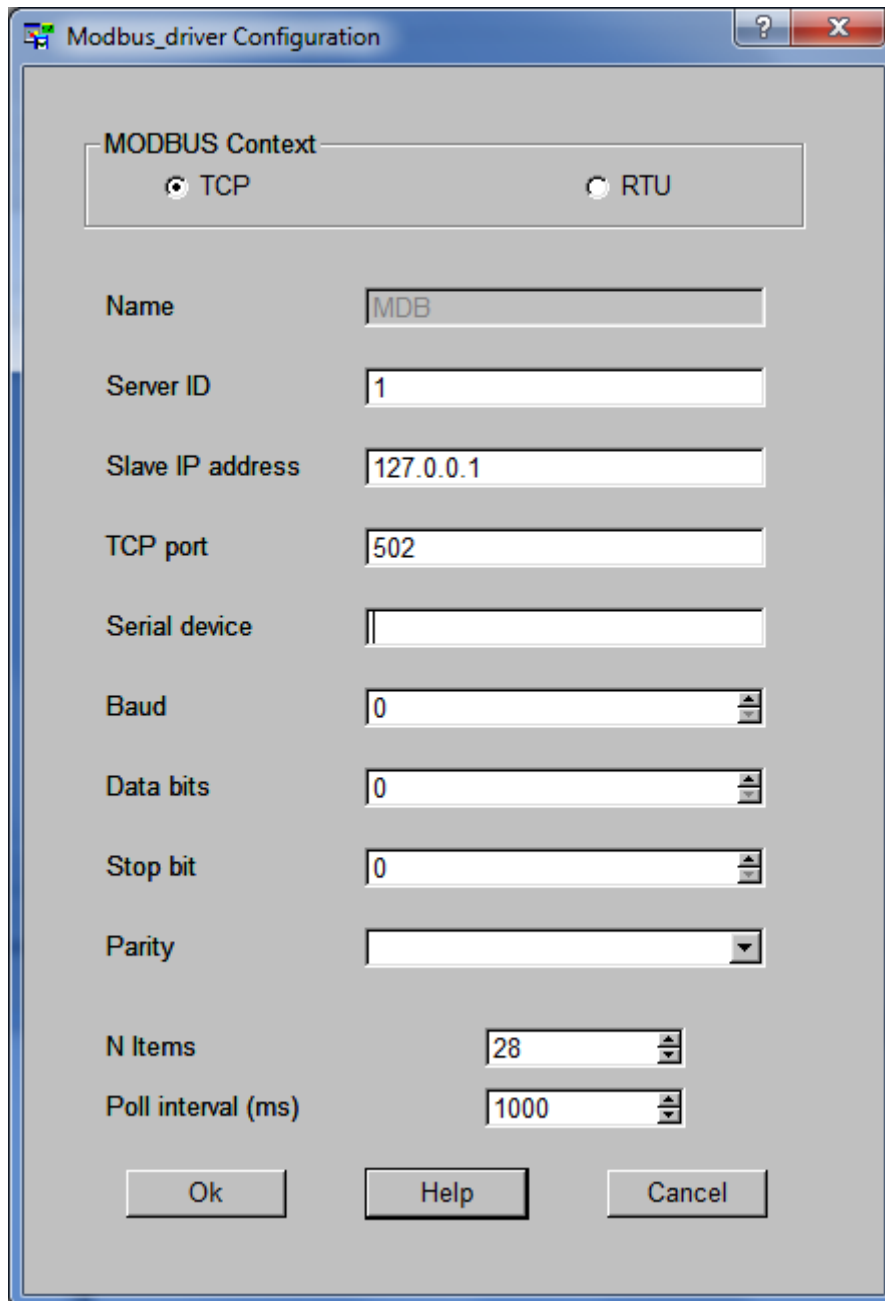 Modbus_driver Configuration
MODBUS Context
TCP RTU
Name MDB
Server ID 1
Slave IP address 127.0.0.1
TCP port 502
Serial device
Baud 0
Data bits 0
Stop bit 0
Parity
N Items 28
Poll interval (ms) 1000
Ok Help Cancel